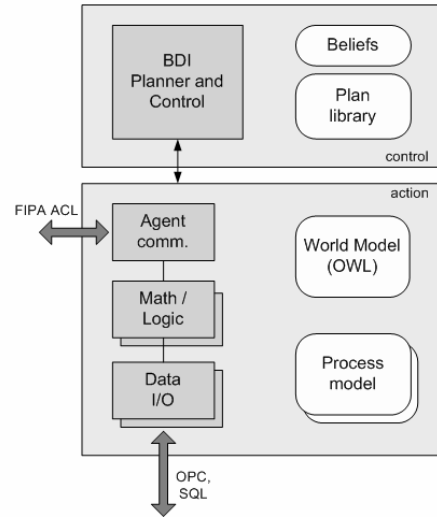 BDI
Planner and
Control
Beliefs
Plan
library
control
action
FIPA ACL
Agent
comm.
World Model
(OWL)
Math /
Logic
Data
I/O
Process
model
OPC,
SQL